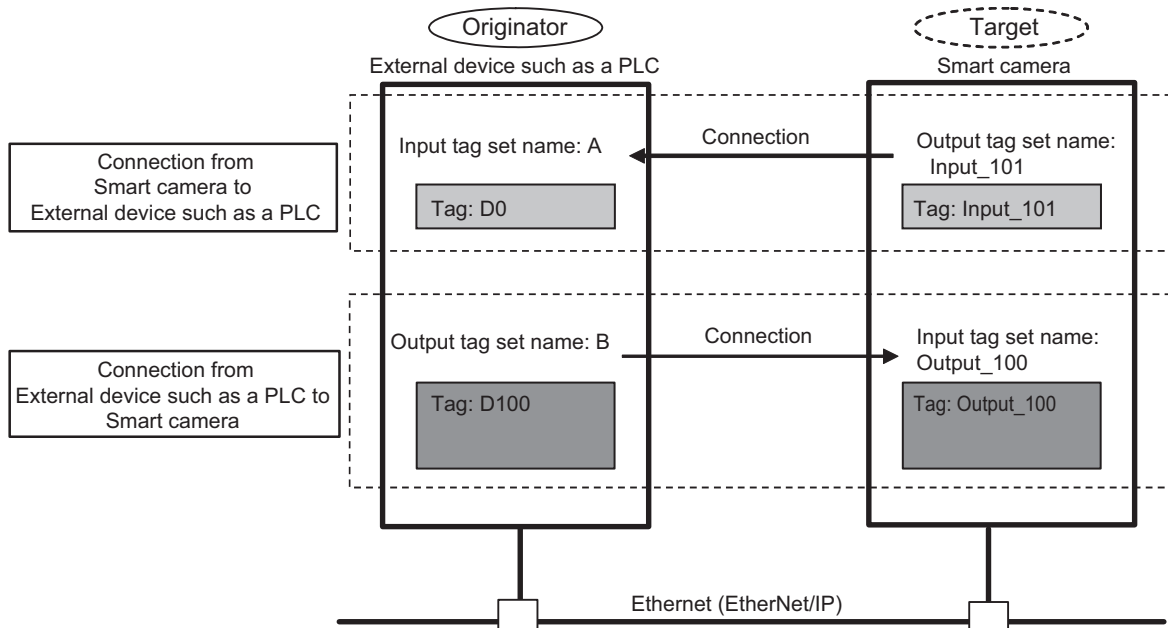 Originator
Target
External device such as a PLC
Smart camera
Connection from
Smart camera to
External device such as a PLC
Input tag set name: A
Tag: D0
Connection
Output tag set name:
Input_101
Tag: Input_101
Connection from
External device such as a PLC to
Smart camera
Output tag set name: B
Tag: D100
Connection
Input tag set name:
Output_100
Tag: Output_100
Ethernet (EtherNet/IP)